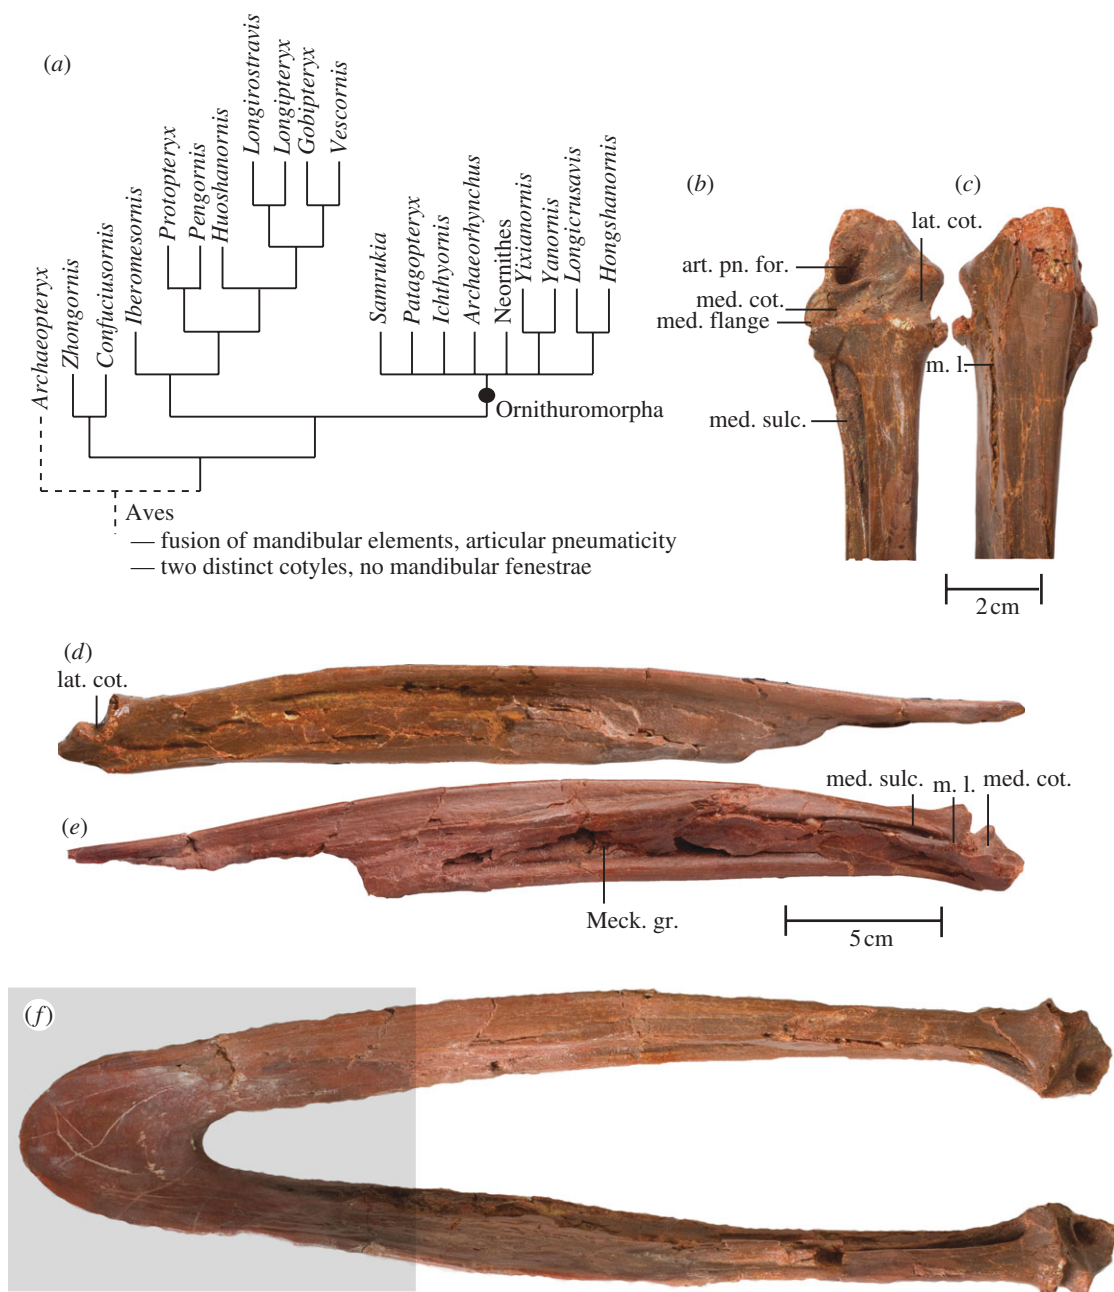 (a)
Archaeopteryx
Zhongornis
Confuciusornis
Iberomesornis
Protopteryx
Pengornis
Huoshanornis
Longirostravis
Longipteryx
Gobipteryx
Vescornis
Samrukia
Patagopteryx
Ichthyornis
Archaeorhynchus
Neornithes
Yixianornis
Yanornis
Longicrusavis
Hongshanornis
Ornithuromorpha
Aves
— fusion of mandibular elements, articular pneumaticity
— two distinct cotyles, no mandibular fenestrae
(b)
(c)
lat. cot.
art. pn. for.
med. cot.
med. flange
m. l.
med. sulc.
2 cm
(d)
lat. cot.
(e)
med. sulc.
m. l.
med. cot.
Meck. gr.
5 cm
(f)